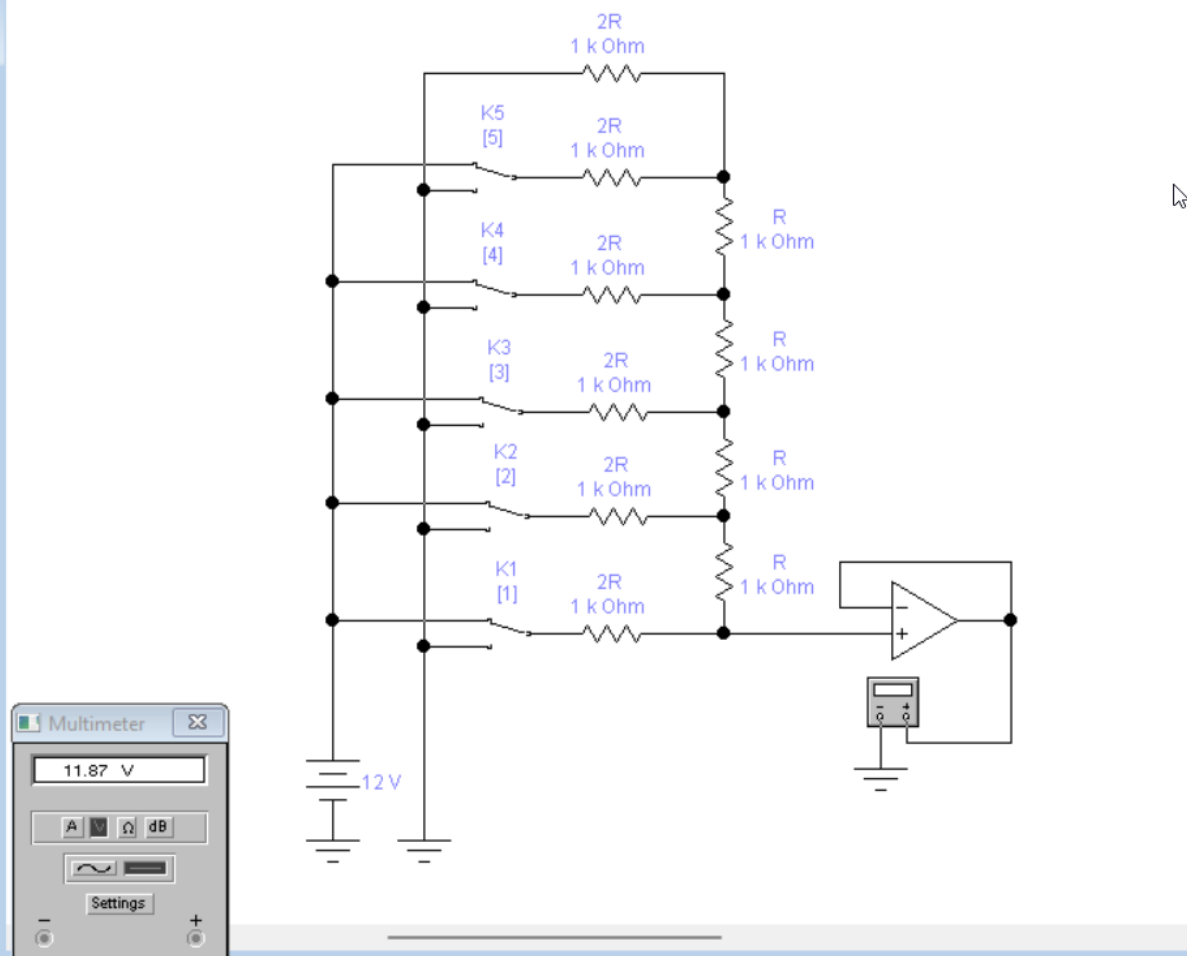 2R
1 k Ohm
K5
[5]
2R
1 k Ohm
R
1 k Ohm
K4
[4]
2R
1 k Ohm
R
1 k Ohm
K3
[3]
2R
1 k Ohm
K2
[2]
2R
1 k Ohm
R
1 k Ohm
K1
[1]
2R
1 k Ohm
R
1 k Ohm
12 V
Multimeter
11.87 V
A V Ω dB
Settings